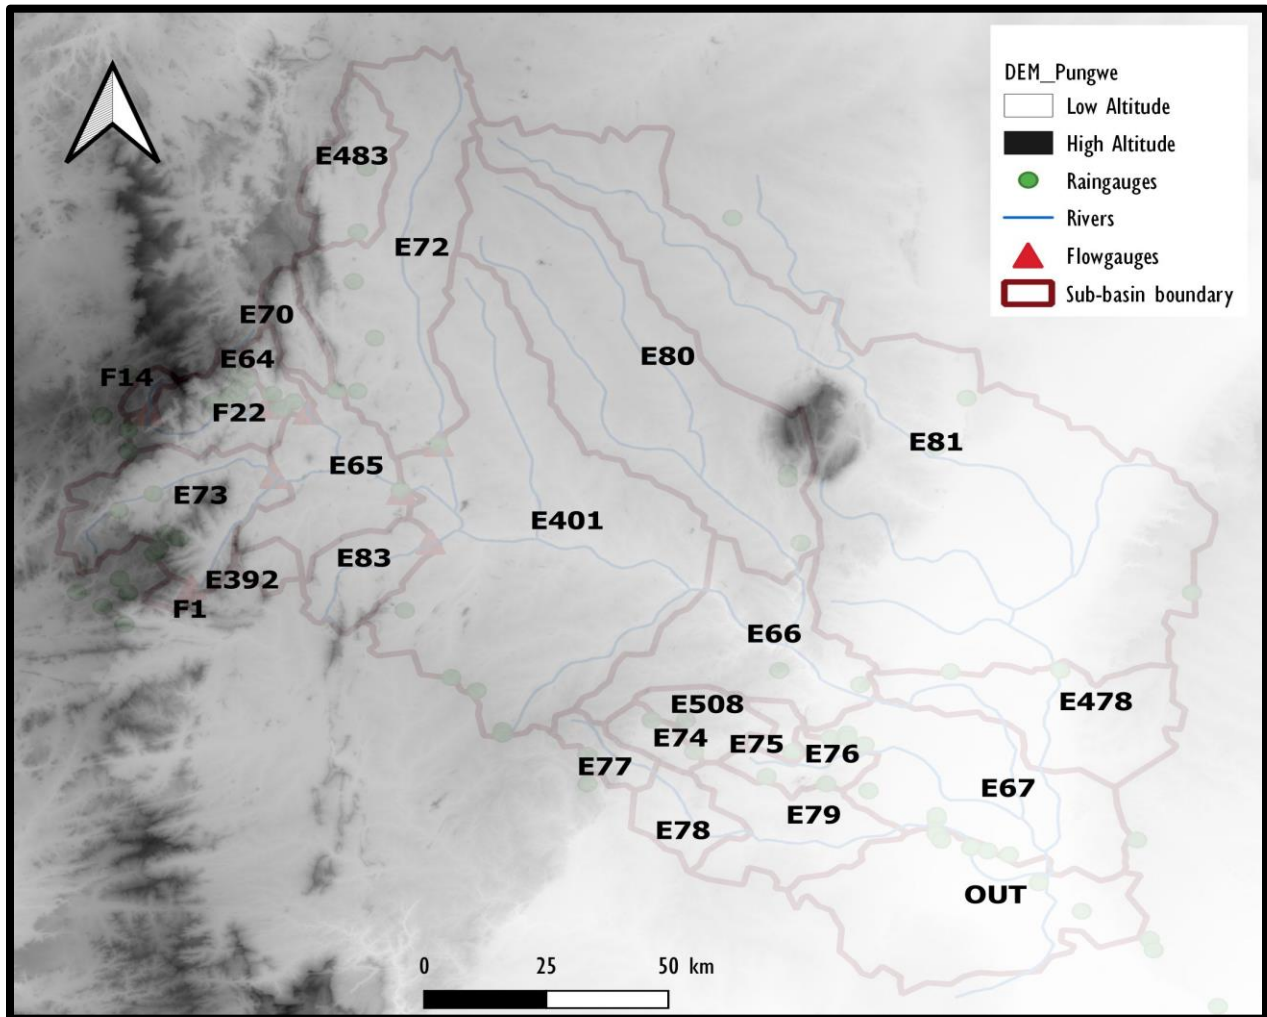 DEM_Pungwe
Low Altitude
High Altitude
Raingauges
Rivers
Flowgauges
Sub-basin boundary
E483
E72
E70
E64
F14
F22
E80
E81
E65
E73
E401
E83
E392
F1
E66
E508
E478
E74
E75
E76
E77
E67
E79
E78
OUT
0 25 50 km